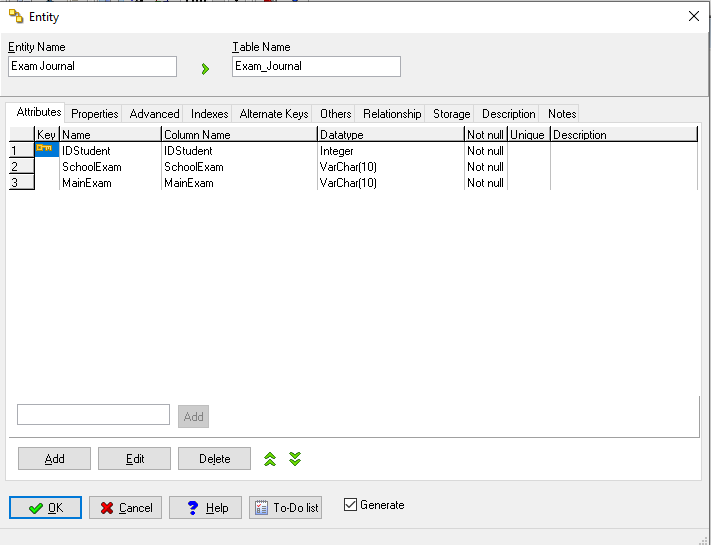 Entity
Entity Name Table Name
Exam Journal Exam_Journal
Attributes Properties Advanced Indexes Alternate Keys Others Relationship Storage Description Notes
Key Name Column Name Datatype Not null Unique Description
1 IDStudent IDStudent Integer Not null
2 SchoolExam SchoolExam VarChar(10) Not null
3 MainExam MainExam VarChar(10) Not null
Add
Add Edit Delete
OK Cancel ? Help To-Do list Generate